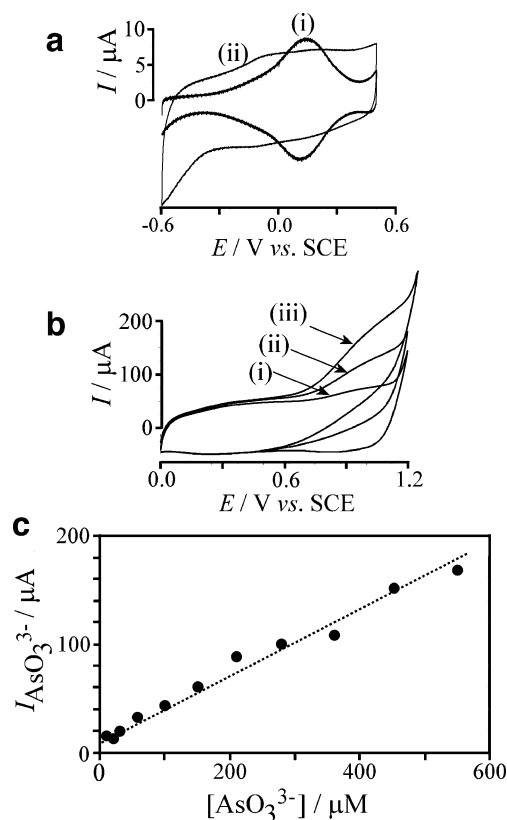 a
I / µA
10
5
0
(i)
(ii)
-0.6
0.0
0.6
E / V vs. SCE
b
I / µA
200
100
0
(iii)
(ii)
(i)
0.0
0.6
1.2
E / V vs. SCE
c
I AsO3 3- / µA
200
100
0
0
200
400
600
[AsO3 3-] / µM